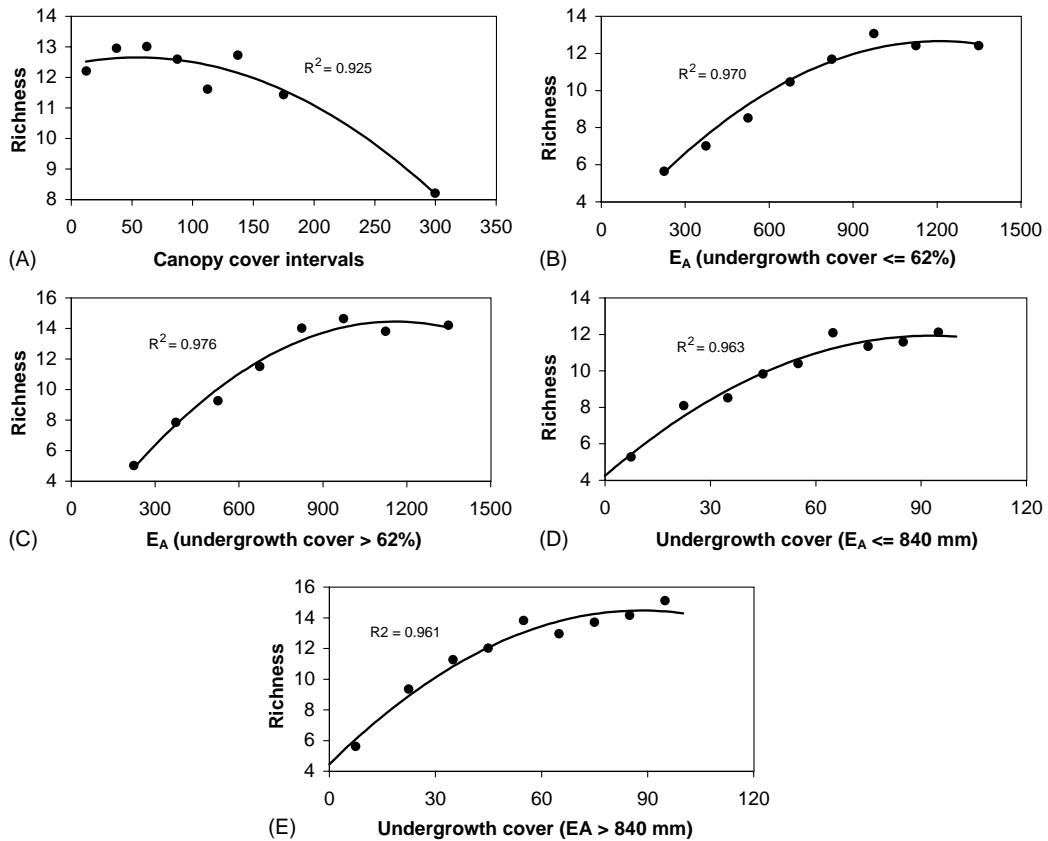 Richness
13
12
11
10
9
8
0 50 100 150 200 250 300 350
R² = 0.925
(A) Canopy cover intervals
Richness
14
12
10
8
6
4
0 300 600 900 1200 1500
R² = 0.970
(B) E_A (undergrowth cover <= 62%)
Richness
16
14
12
10
8
6
4
0 300 600 900 1200 1500
R² = 0.976
(C) E_A (undergrowth cover > 62%)
Richness
14
12
10
8
6
4
0 30 60 90 120
R² = 0.963
(D) Undergrowth cover (E_A <= 840 mm)
Richness
16
14
12
10
8
6
4
0 30 60 90 120
R2 = 0.961
(E) Undergrowth cover (EA > 840 mm)